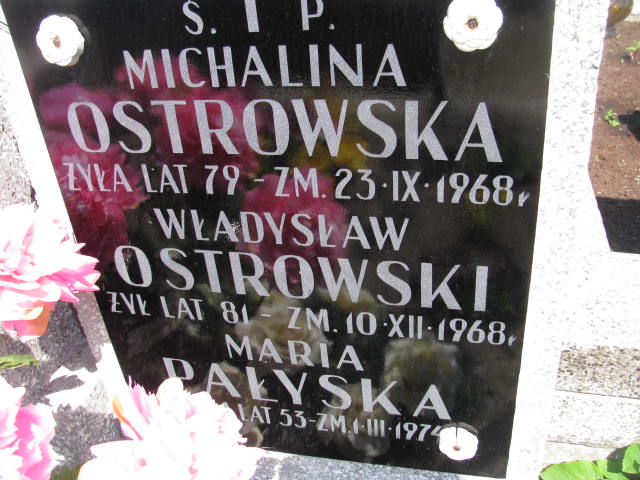 Ś. P.
MICHALINA
OSTROWSKA
ŻYŁA LAT 79 - ZM. 23·IX·1968r
WŁADYSŁAW
OSTROWSKI
ŻYŁ LAT 81 - ZM. 10·XII·1968r
MARIA
PAŁYSKA
LAT 53-ZM.1·III·1974